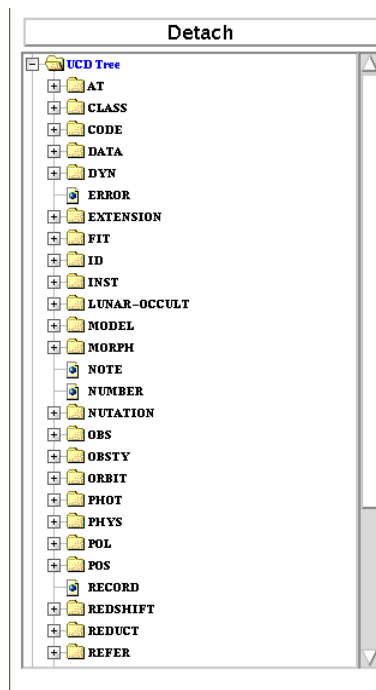 Detach
UCD Tree
AT
CLASS
CODE
DATA
DYN
ERROR
EXTENSION
FIT
ID
INST
LUNAR-OCCULT
MODEL
MORPH
NOTE
NUMBER
NUTATION
OBS
OBSTY
ORBIT
PHOT
PHYS
POL
POS
RECORD
REDSHIFT
REDUCT
REFER